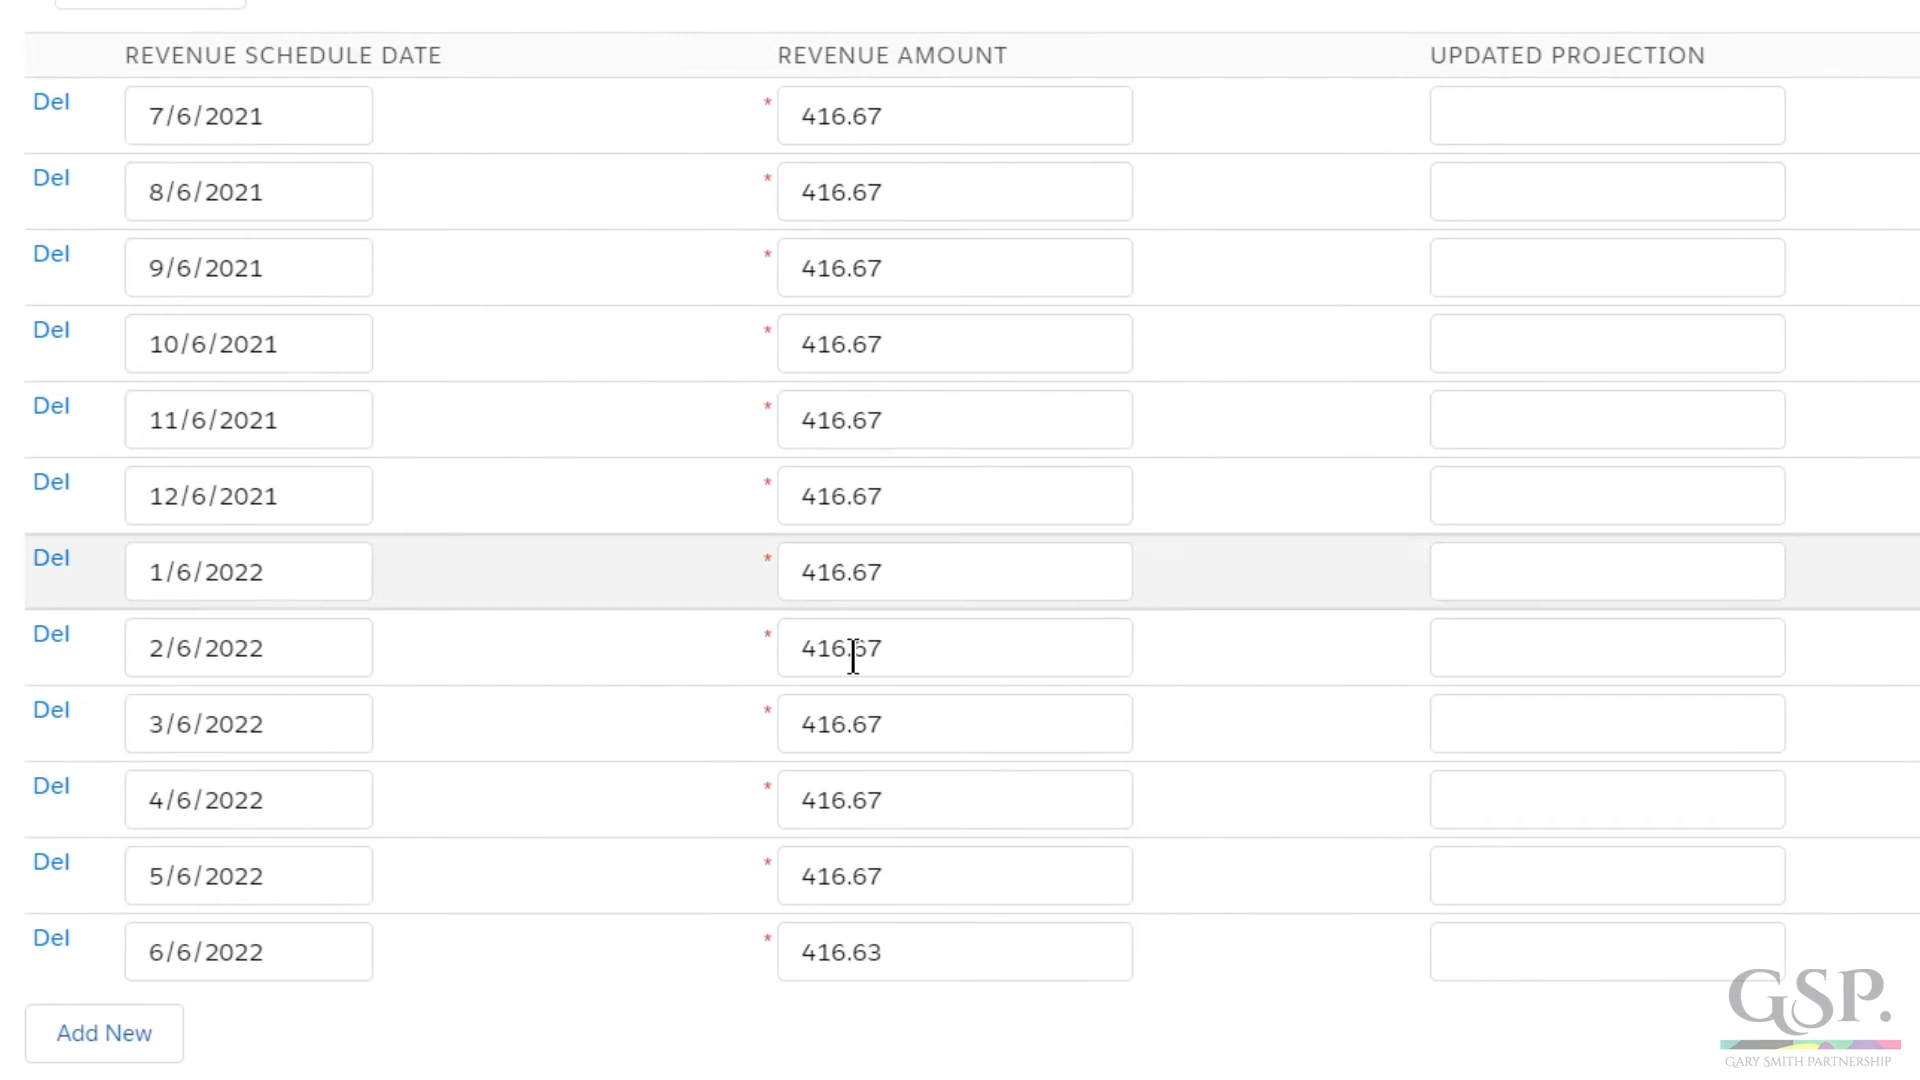 REVENUE SCHEDULE DATE REVENUE AMOUNT UPDATED PROJECTION
Del 7/6/2021 * 416.67
Del 8/6/2021 * 416.67
Del 9/6/2021 * 416.67
Del 10/6/2021 * 416.67
Del 11/6/2021 * 416.67
Del 12/6/2021 * 416.67
Del 1/6/2022 * 416.67
Del 2/6/2022 * 416.67
Del 3/6/2022 * 416.67
Del 4/6/2022 * 416.67
Del 5/6/2022 * 416.67
Del 6/6/2022 * 416.63
Add New
GSP.
GARY SMITH PARTNERSHIP